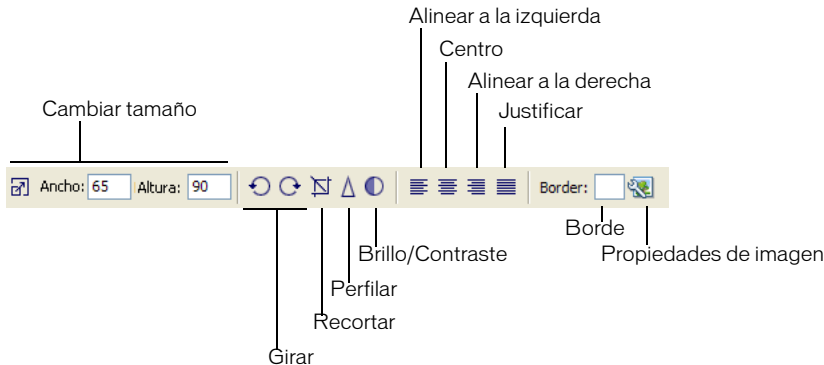 Alinear a la izquierda
Centro
Alinear a la derecha
Justificar
Cambiar tamaño
Ancho: 65 Altura: 90 Border:
Borde
Propiedades de imagen
Brillo/Contraste
Perfilar
Recortar
Girar